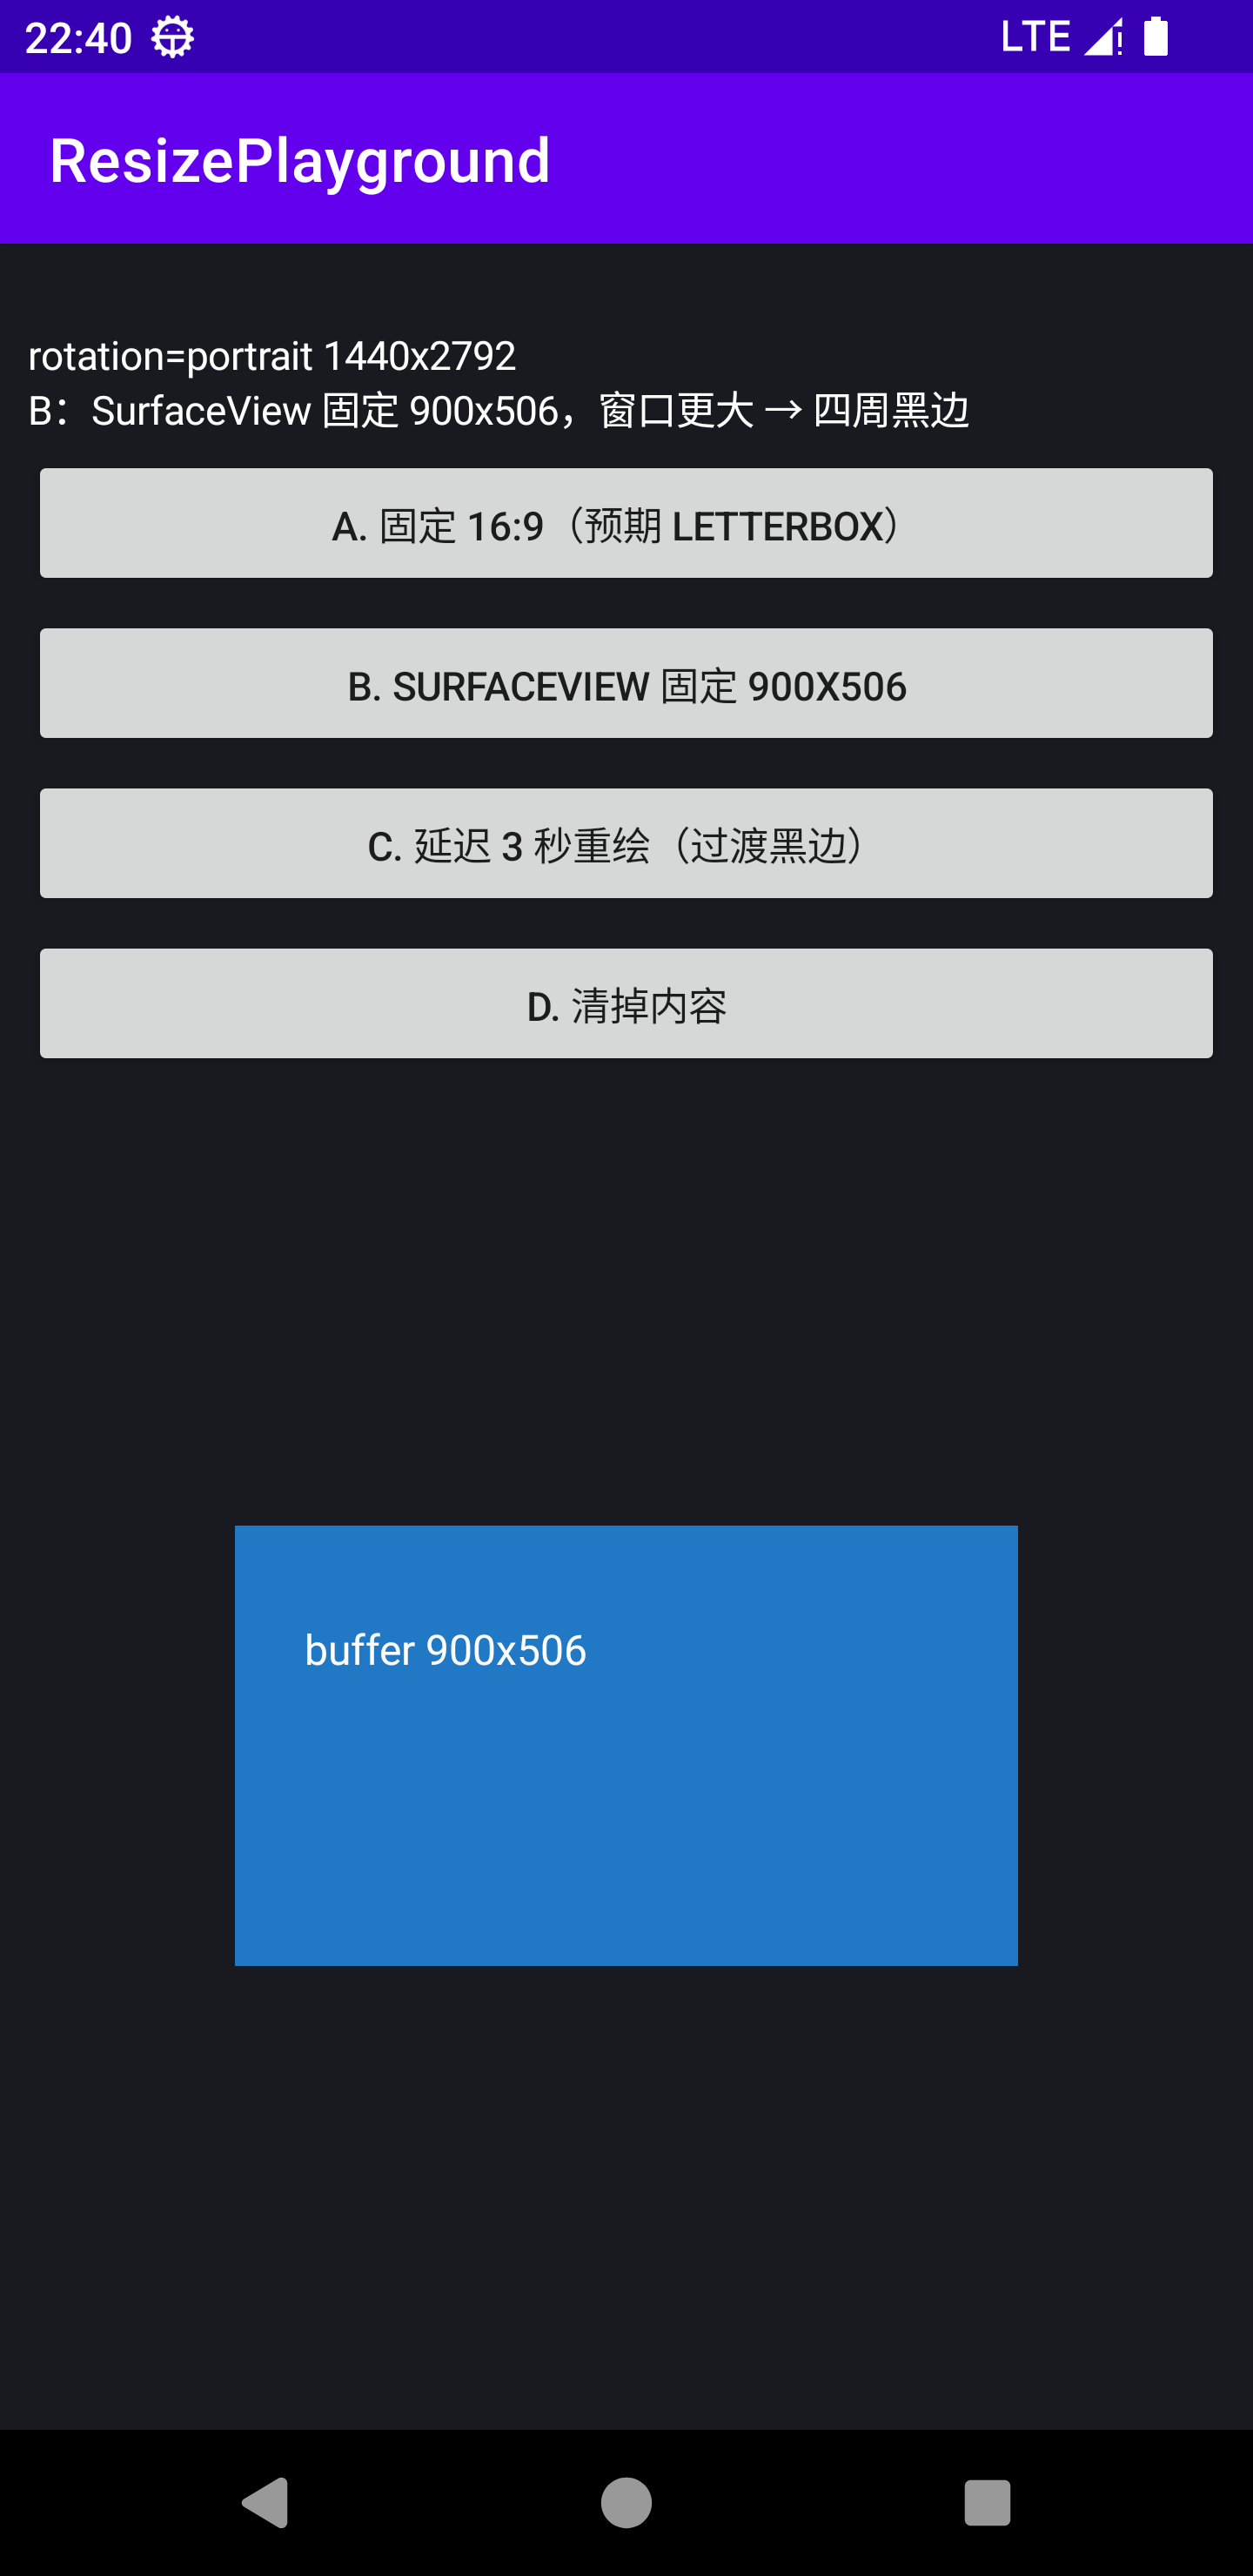 22:40
LTE
ResizePlayground
rotation=portrait 1440x2792
B：SurfaceView 固定 900x506，窗口更大 → 四周黑边
A. 固定 16:9（预期 LETTERBOX）
B. SURFACEVIEW 固定 900X506
C. 延迟 3 秒重绘（过渡黑边）
D. 清掉内容
buffer 900x506